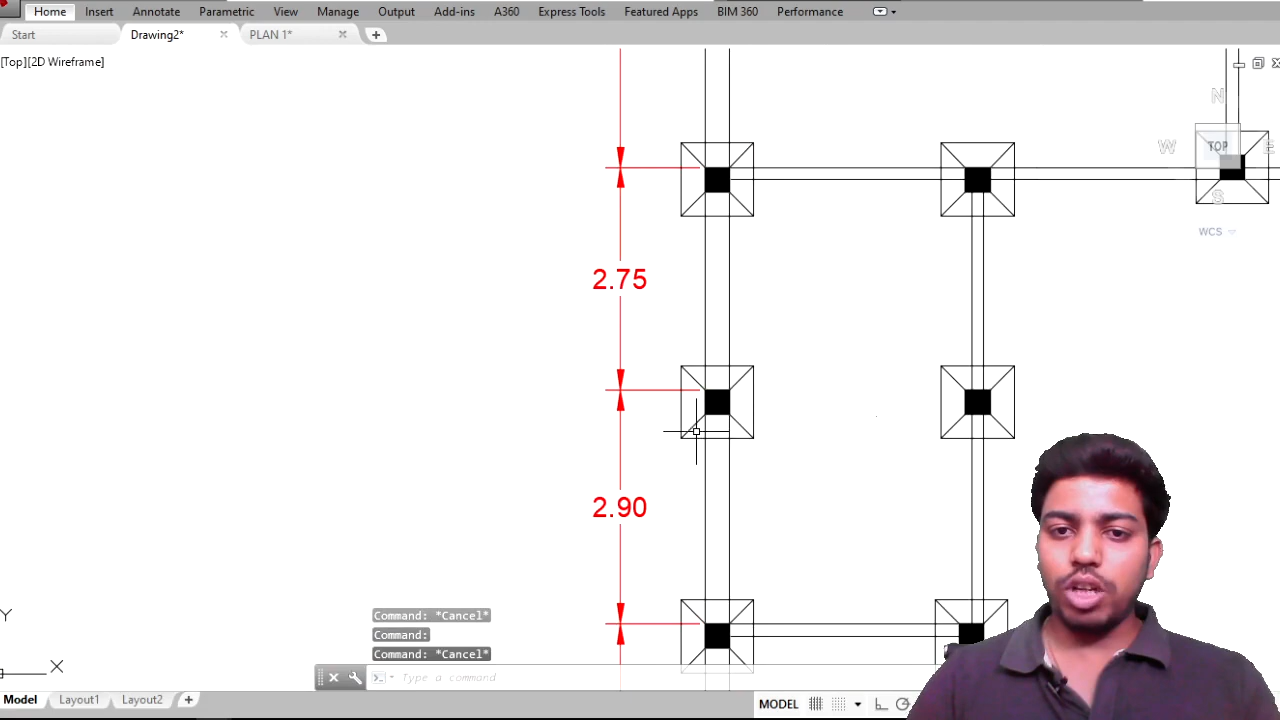 Home Insert Annotate Parametric View Manage Output Add-ins A360 Express Tools Featured Apps BIM 360 Performance
Start Drawing2* PLAN 1*
[Top][2D Wireframe]
N
W TOP E
S
WCS
2.75
2.90
Y
X
Command: *Cancel*
Command:
Command: *Cancel*
Type a command
Model Layout1 Layout2 MODEL